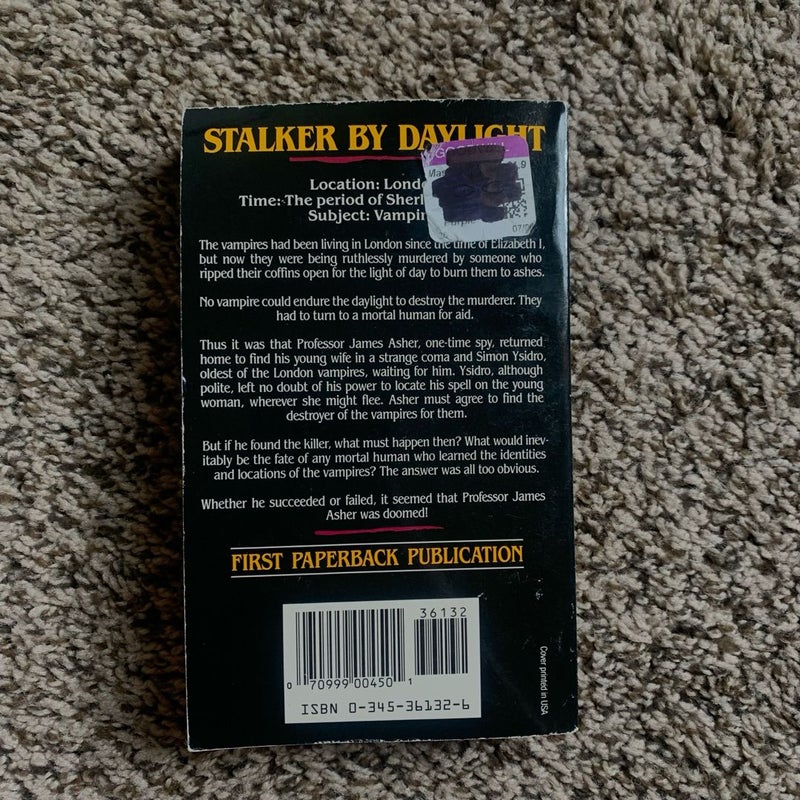 STALKER BY DAYLIGHT
GOODWILL
Location: Lond
Time: The period of Sherl
Subject: Vampir
07/2
The vampires had been living in London since the time of Elizabeth I,
but now they were being ruthlessly murdered by someone who
ripped their coffins open for the light of day to burn them to ashes.
No vampire could endure the daylight to destroy the murderer. They
had to turn to a mortal human for aid.
Thus it was that Professor James Asher, one-time spy, returned
home to find his young wife in a strange coma and Simon Ysidro,
oldest of the London vampires, waiting for him. Ysidro, although
polite, left no doubt of his power to locate his spell on the young
woman, wherever she might flee. Asher must agree to find the
destroyer of the vampires for them.
But if he found the killer, what must happen then? What would inev-
itably be the fate of any mortal human who learned the identities
and locations of the vampires? The answer was all too obvious.
Whether he succeeded or failed, it seemed that Professor James
Asher was doomed!
FIRST PAPERBACK PUBLICATION
36132
0 70999 00450 1
ISBN 0-345-36132-6
Cover printed in USA